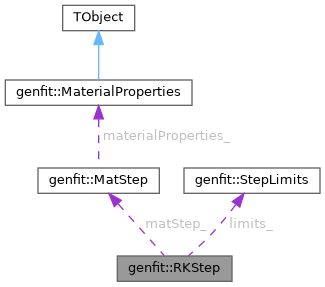 TObject
genfit::MaterialProperties
materialProperties_
genfit::MatStep
genfit::StepLimits
matStep_
limits_
genfit::RKStep